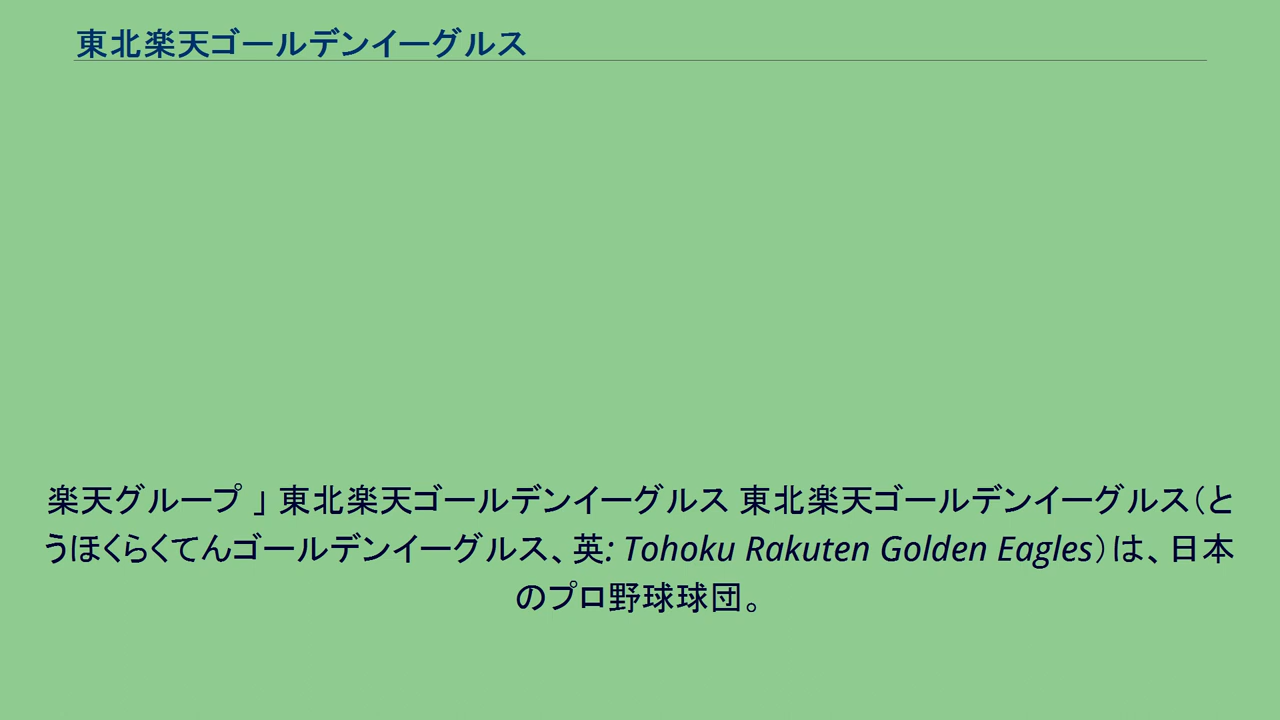 東北楽天ゴールデンイーグルス
楽天グループ 」 東北楽天ゴールデンイーグルス 東北楽天ゴールデンイーグルス（と
うほくらくてんゴールデンイーグルス、英: Tohoku Rakuten Golden Eagles）は、日本
のプロ野球球団。